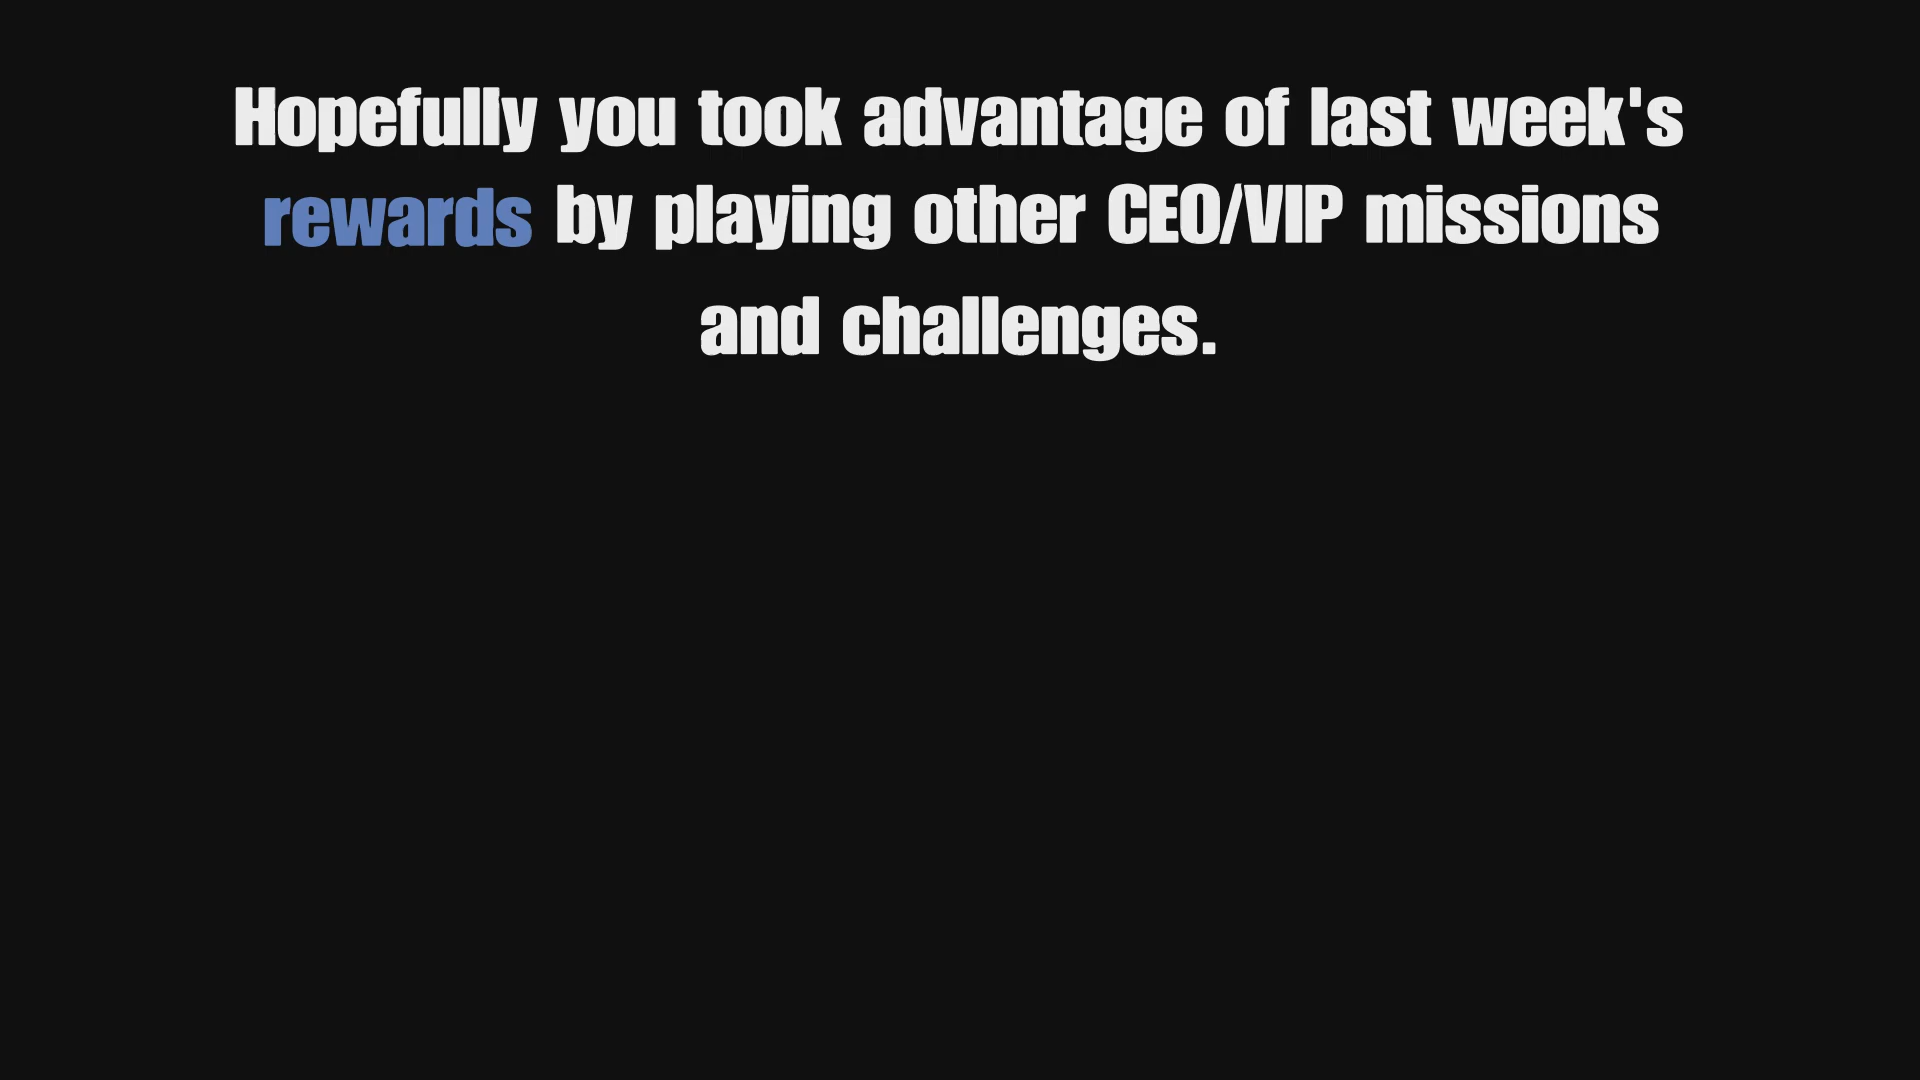 Hopefully you took advantage of last week's
rewards by playing other CEO/VIP missions
and challenges.